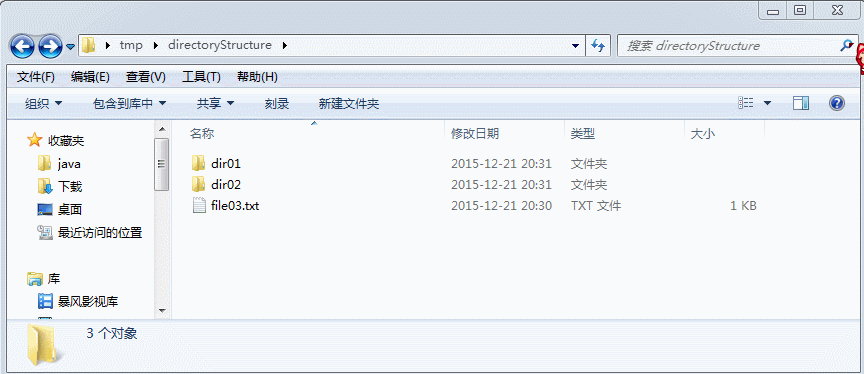 tmp directoryStructure 搜索 directoryStructure
文件(F) 编辑(E) 查看(V) 工具(T) 帮助(H)
组织 包含到库中 共享 刻录 新建文件夹
名称 修改日期 类型 大小
收藏夹
java
下载
桌面
最近访问的位置
库
暴风影视库
dir01 2015-12-21 20:31 文件夹
dir02 2015-12-21 20:31 文件夹
file03.txt 2015-12-21 20:30 TXT 文件 1 KB
3 个对象